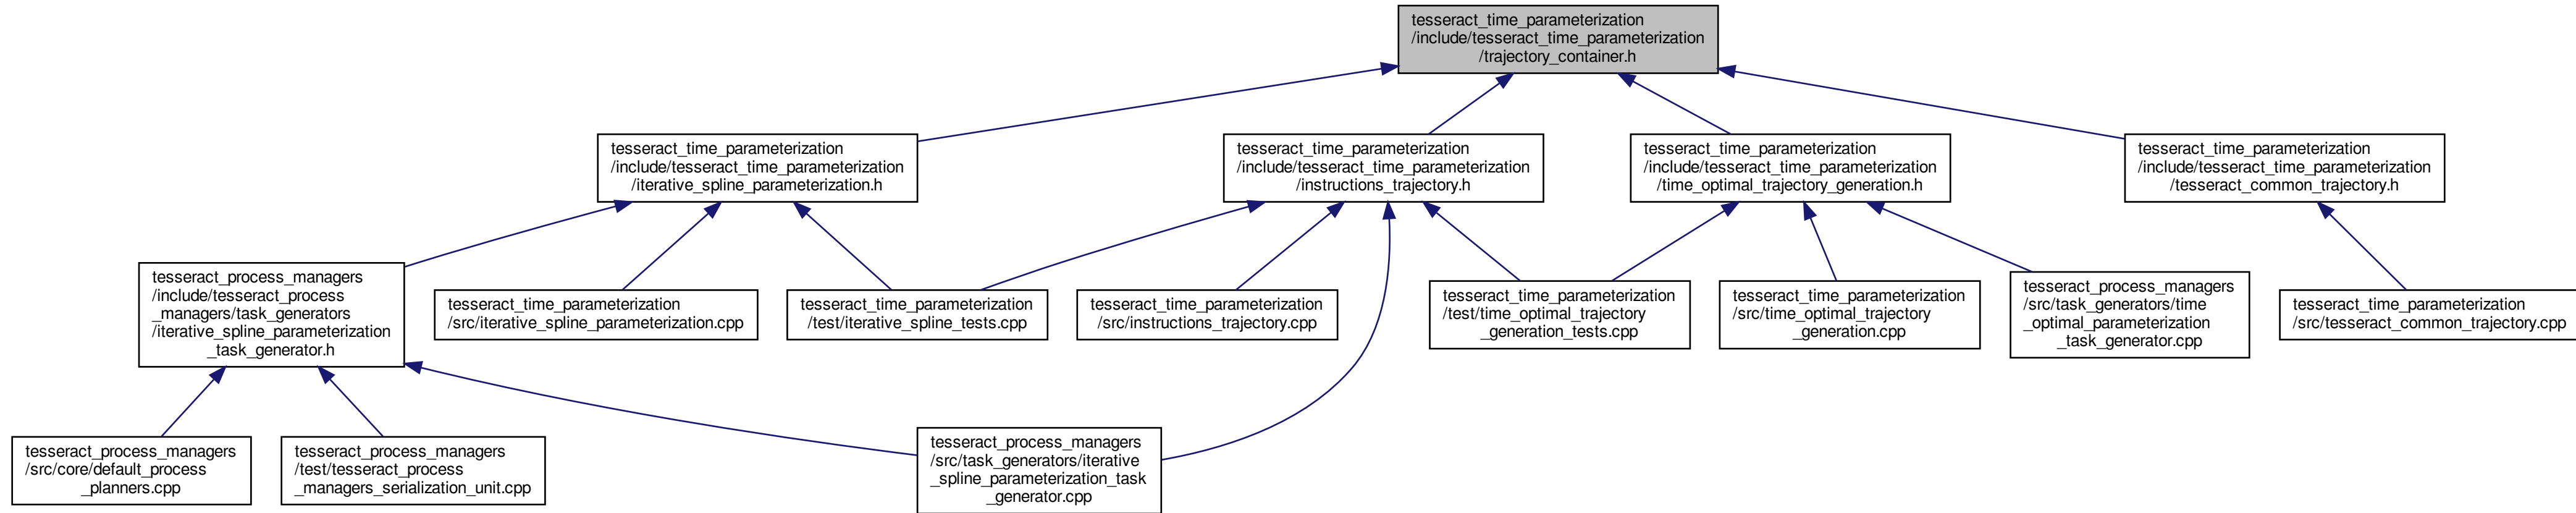 tesseract_time_parameterization
/include/tesseract_time_parameterization
/trajectory_container.h
tesseract_time_parameterization
/include/tesseract_time_parameterization
/iterative_spline_parameterization.h
tesseract_time_parameterization
/include/tesseract_time_parameterization
/instructions_trajectory.h
tesseract_time_parameterization
/include/tesseract_time_parameterization
/time_optimal_trajectory_generation.h
tesseract_time_parameterization
/include/tesseract_time_parameterization
/tesseract_common_trajectory.h
tesseract_process_managers
/include/tesseract_process
_managers/task_generators
/iterative_spline_parameterization
_task_generator.h
tesseract_time_parameterization
/src/iterative_spline_parameterization.cpp
tesseract_time_parameterization
/test/iterative_spline_tests.cpp
tesseract_time_parameterization
/src/instructions_trajectory.cpp
tesseract_time_parameterization
/test/time_optimal_trajectory
_generation_tests.cpp
tesseract_time_parameterization
/src/time_optimal_trajectory
_generation.cpp
tesseract_process_managers
/src/task_generators/time
_optimal_parameterization
_task_generator.cpp
tesseract_time_parameterization
/src/tesseract_common_trajectory.cpp
tesseract_process_managers
/src/core/default_process
_planners.cpp
tesseract_process_managers
/test/tesseract_process
_managers_serialization_unit.cpp
tesseract_process_managers
/src/task_generators/iterative
_spline_parameterization_task
_generator.cpp